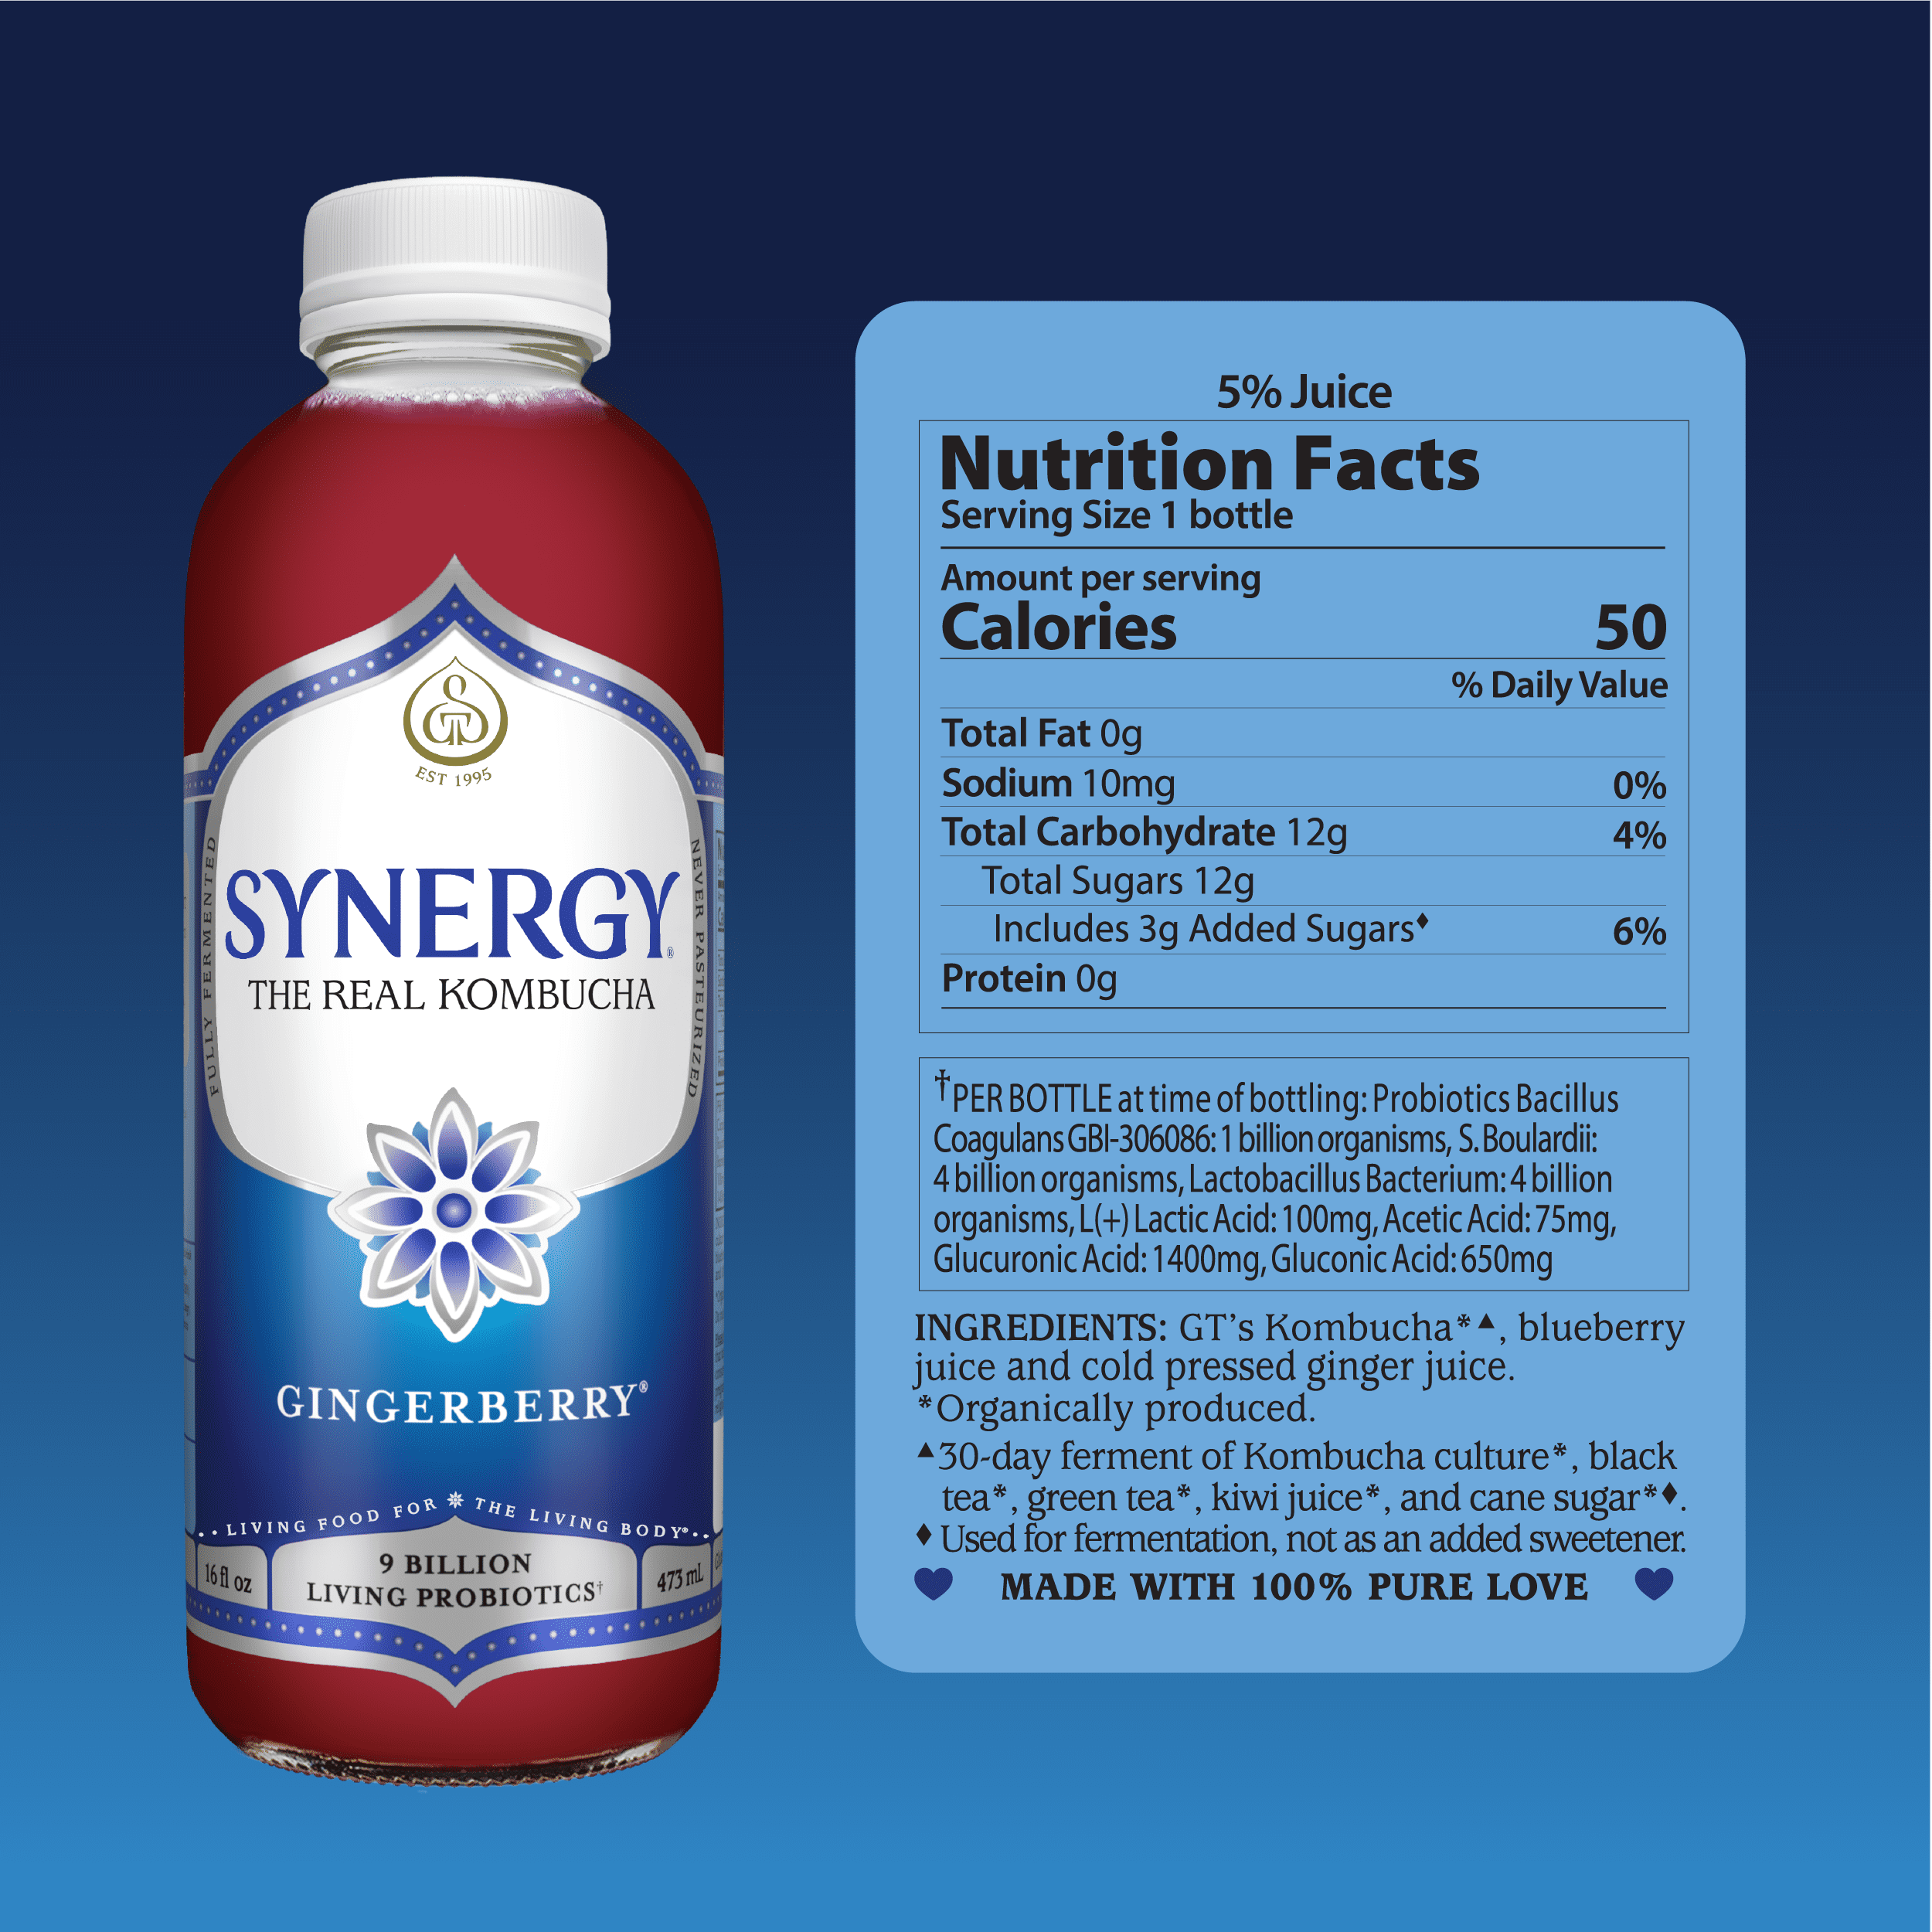 EST 1995
FULLY FERMENTED
NEVER PASTEURIZED
SYNERGY®
THE REAL KOMBUCHA
GINGERBERRY®
LIVING FOOD FOR THE LIVING BODY®
16 fl oz
9 BILLION
LIVING PROBIOTICS†
473 mL
5% Juice
Nutrition Facts
Serving Size 1 bottle
Amount per serving
Calories 50
% Daily Value
Total Fat 0g
Sodium 10mg 0%
Total Carbohydrate 12g 4%
Total Sugars 12g
Includes 3g Added Sugars♦ 6%
Protein 0g
†PER BOTTLE at time of bottling: Probiotics Bacillus
Coagulans GBI-306086: 1 billion organisms, S. Boulardii:
4 billion organisms, Lactobacillus Bacterium: 4 billion
organisms, L(+) Lactic Acid: 100mg, Acetic Acid: 75mg,
Glucuronic Acid: 1400mg, Gluconic Acid: 650mg
INGREDIENTS: GT’s Kombucha*▲, blueberry
juice and cold pressed ginger juice.
*Organically produced.
▲30-day ferment of Kombucha culture*, black
tea*, green tea*, kiwi juice*, and cane sugar*♦.
♦ Used for fermentation, not as an added sweetener.
MADE WITH 100% PURE LOVE